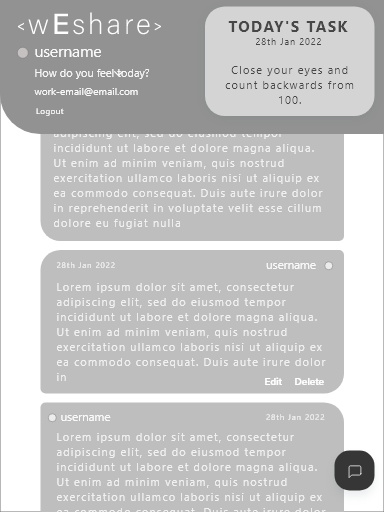 <wEshare>
username
How do you feel today?
work-email@email.com
Logout
TODAY'S TASK
28th Jan 2022
Close your eyes and
count backwards from
100.
adipiscing elit, sed do eiusmod tempor
incididunt ut labore et dolore magna aliqua.
Ut enim ad minim veniam, quis nostrud
exercitation ullamco laboris nisi ut aliquip ex
ea commodo consequat. Duis aute irure dolor
in reprehenderit in voluptate velit esse cillum
dolore eu fugiat nulla
28th Jan 2022
username
Lorem ipsum dolor sit amet, consectetur
adipiscing elit, sed do eiusmod tempor
incididunt ut labore et dolore magna aliqua.
Ut enim ad minim veniam, quis nostrud
exercitation ullamco laboris nisi ut aliquip ex
ea commodo consequat. Duis aute irure dolor
in
Edit Delete
username
28th Jan 2022
Lorem ipsum dolor sit amet, consectetur
adipiscing elit, sed do eiusmod tempor
incididunt ut labore et dolore magna aliqua.
Ut enim ad minim veniam, quis nostrud
exercitation ullamco laboris nisi ut aliquip ex
ea commodo consequat. Duis aute irure dolor